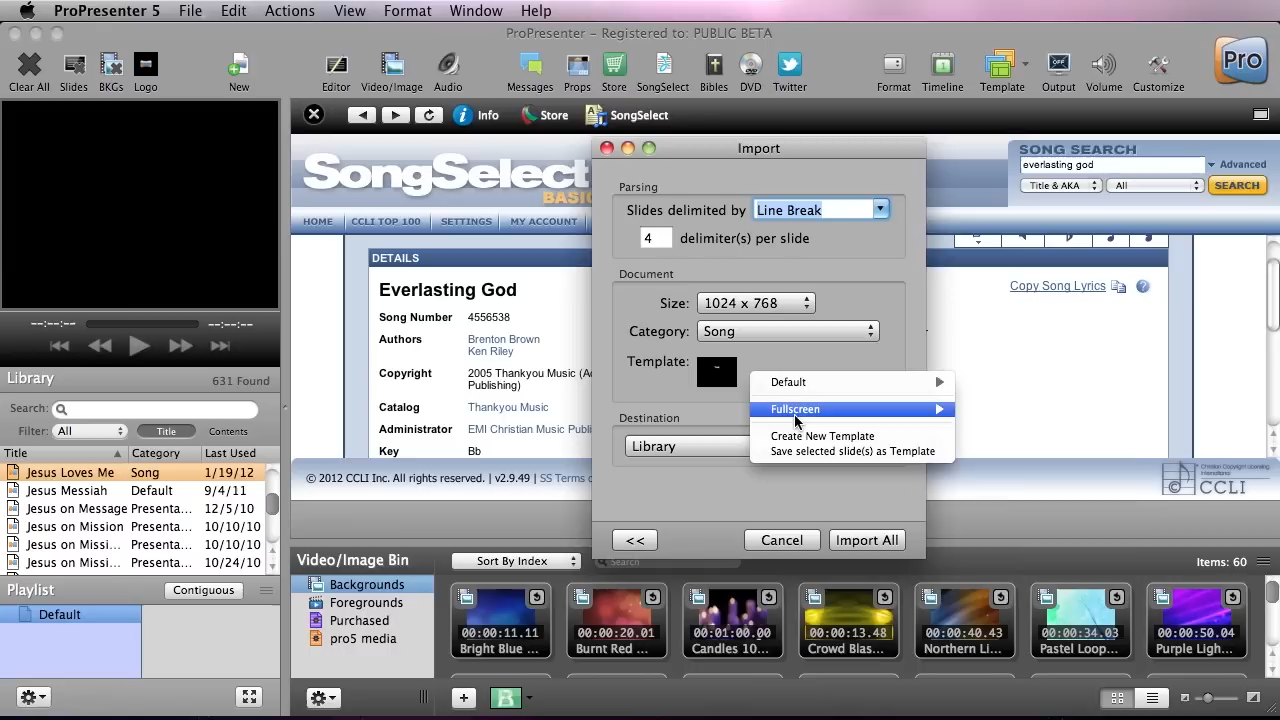 ProPresenter 5 File Edit Actions View Format Window Help
ProPresenter – Registered to: PUBLIC BETA
Clear All Slides BKGs Logo New Editor Video/Image Audio Messages Props Store SongSelect Bibles DVD Twitter Format Timeline Template Output Volume Customize
OFF
1
Pro
Info Store SongSelect
Import
SongSelect
BASIC
SONG SEARCH
everlasting god
Advanced
Title & AKA
All
SEARCH
HOME CCLI TOP 100 SETTINGS MY ACCOUNT
DETAILS
Everlasting God
Copy Song Lyrics
Song Number 4556538
Authors Brenton Brown
Ken Riley
Copyright 2005 Thankyou Music (Ad
Publishing)
Catalog Thankyou Music
Administrator EMI Christian Music Publis
Key Bb
© 2012 CCLI Inc. All rights reserved. | v2.9.49 | SS Terms o
CCLI
Parsing
Slides delimited by Line Break
4 delimiter(s) per slide
Document
Size: 1024 x 768
Category: Song
Template:
Default
Fullscreen
Create New Template
Save selected slide(s) as Template
Destination
Library
<< Cancel Import All
--:--:-- --:--:--
Library 631 Found
Search:
Filter: All Title Contents
Title Category Last Used
Jesus Loves Me Song 1/19/12
Jesus Messiah Default 9/4/11
Jesus on Message Presenta... 12/5/10
Jesus on Mission Presenta... 10/10/10
Jesus on Missi... Presenta... 10/10/10
Jesus on Missi... Presenta... 10/24/10
Playlist Contiguous
Default
Video/Image Bin Sort By Index Search Items: 60
Backgrounds
Foregrounds
Purchased
pro5 media
00:00:11.11 00:00:20.01 00:01:00.00 00:00:13.48 00:00:40.43 00:00:34.03 00:00:50.04
Bright Blue ... Burnt Red ... Candles 10... Crowd Blas... Northern Li... Pastel Loop... Purple Ligh...
B